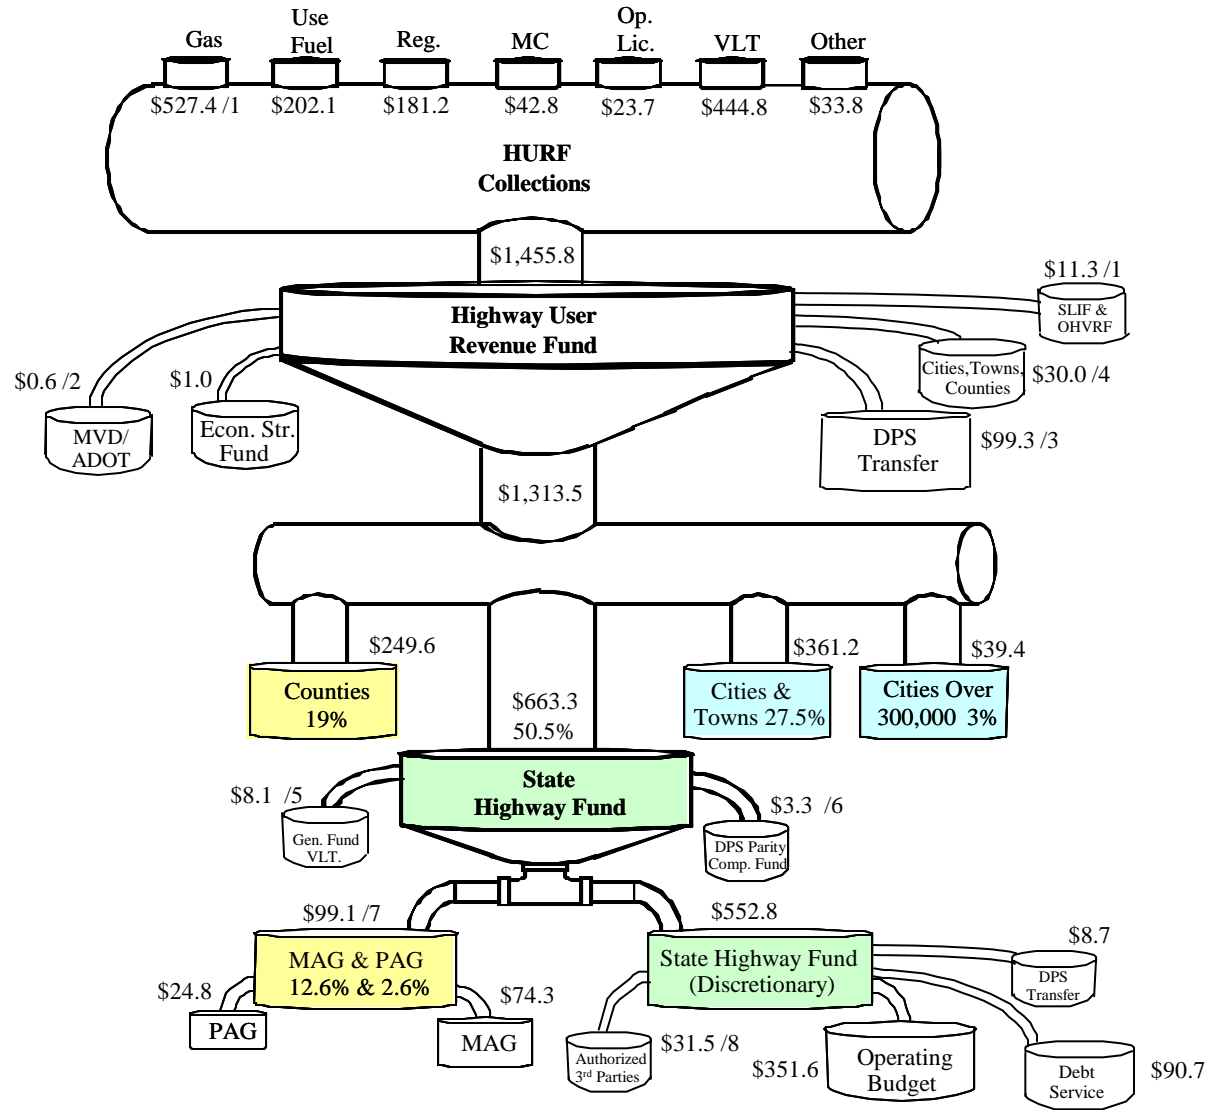 Gas
Use
Fuel
Reg.
MC
Op.
Lic.
VLT
Other
$527.4 /1
$202.1
$181.2
$42.8
$23.7
$444.8
$33.8
HURF
Collections
$1,455.8
$11.3 /1
SLIF &
OHVRF
Highway User
Revenue Fund
Cities,Towns,
Counties
$30.0 /4
$0.6 /2
$1.0
MVD/
ADOT
Econ. Str.
Fund
DPS
Transfer
$99.3 /3
$1,313.5
$249.6
$361.2
$39.4
Counties
19%
$663.3
50.5%
Cities &
Towns 27.5%
Cities Over
300,000 3%
State
Highway Fund
$8.1 /5
$3.3 /6
Gen. Fund
VLT.
DPS Parity
Comp. Fund
$99.1 /7
$552.8
$8.7
MAG & PAG
12.6% & 2.6%
State Highway Fund
(Discretionary)
DPS
Transfer
$24.8
$74.3
PAG
MAG
Authorized
3rd Parties
$31.5 /8
$351.6
Operating
Budget
Debt
Service
$90.7